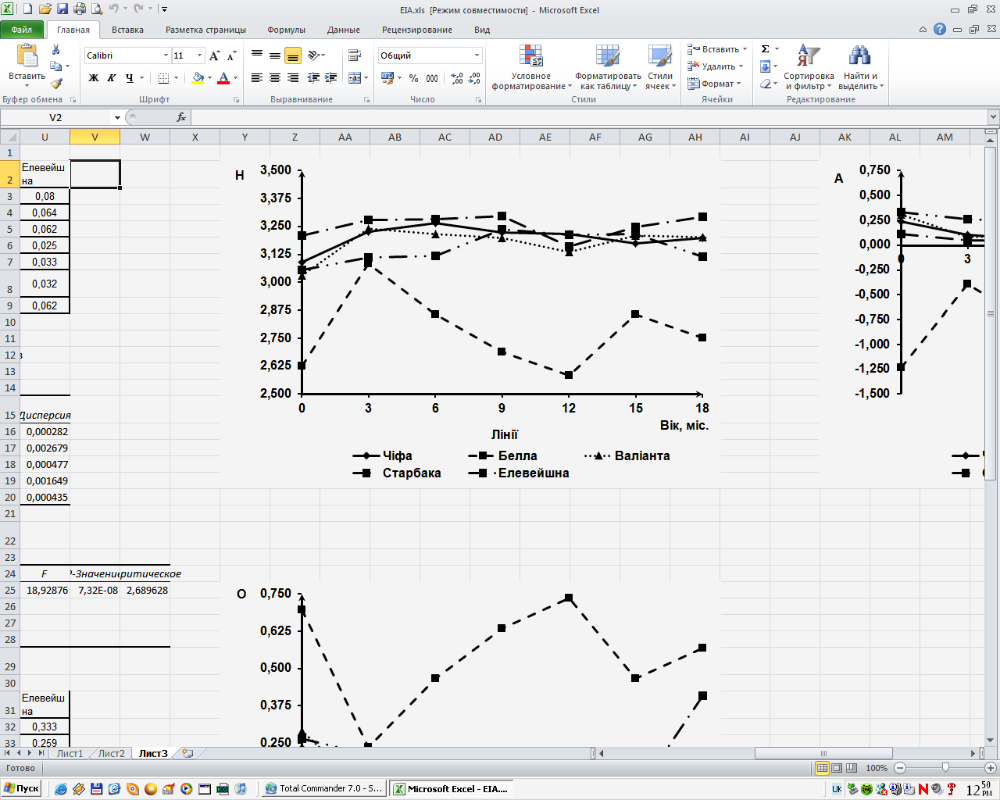 EIA.xls [Режим совместимости] - Microsoft Excel
Файл Главная Вставка Разметка страницы Формулы Данные Рецензирование Вид
Вставить
Буфер обмена
Calibri 11
Ж К Ч
Шрифт
Выравнивание
Общий
% 000
Число
Условное форматирование
Форматировать как таблицу
Стили ячеек
Стили
Вставить
Удалить
Формат
Ячейки
Сортировка и фильтр
Найти и выделить
Редактирование
V2 fx
U V W X Y Z AA AB AC AD AE AF AG AH AI AJ AK AL AM
1
2 Елевейш
на
3 0,08
4 0,064
5 0,062
6 0,025
7 0,033
8 0,032
9 0,062
10
11
12
13
14
15 Дисперсия
16 0,000282
17 0,002679
18 0,000477
19 0,001649
20 0,000435
21
22
23
24 F Р-Значение критическое
25 18,92876 7,32E-08 2,689628
26
27
28
29
30
31 Елевейш
на
32 0,333
33 0,259
Н
3,500
3,375
3,250
3,125
3,000
2,875
2,750
2,625
2,500
0 3 6 9 12 15 18
Вік, міс.
Лінії
Чіфа Белла Валіанта
Старбака Елевейшна
А
0,750
0,500
0,250
0,000
-0,250
-0,500
-0,750
-1,000
-1,250
-1,500
0 3
О
0,750
0,625
0,500
0,375
0,250
Лист1 Лист2 Лист3
Готово 100%
Пуск Total Commander 7.0 - S... Microsoft Excel - EIA.... UK 12 50 PM